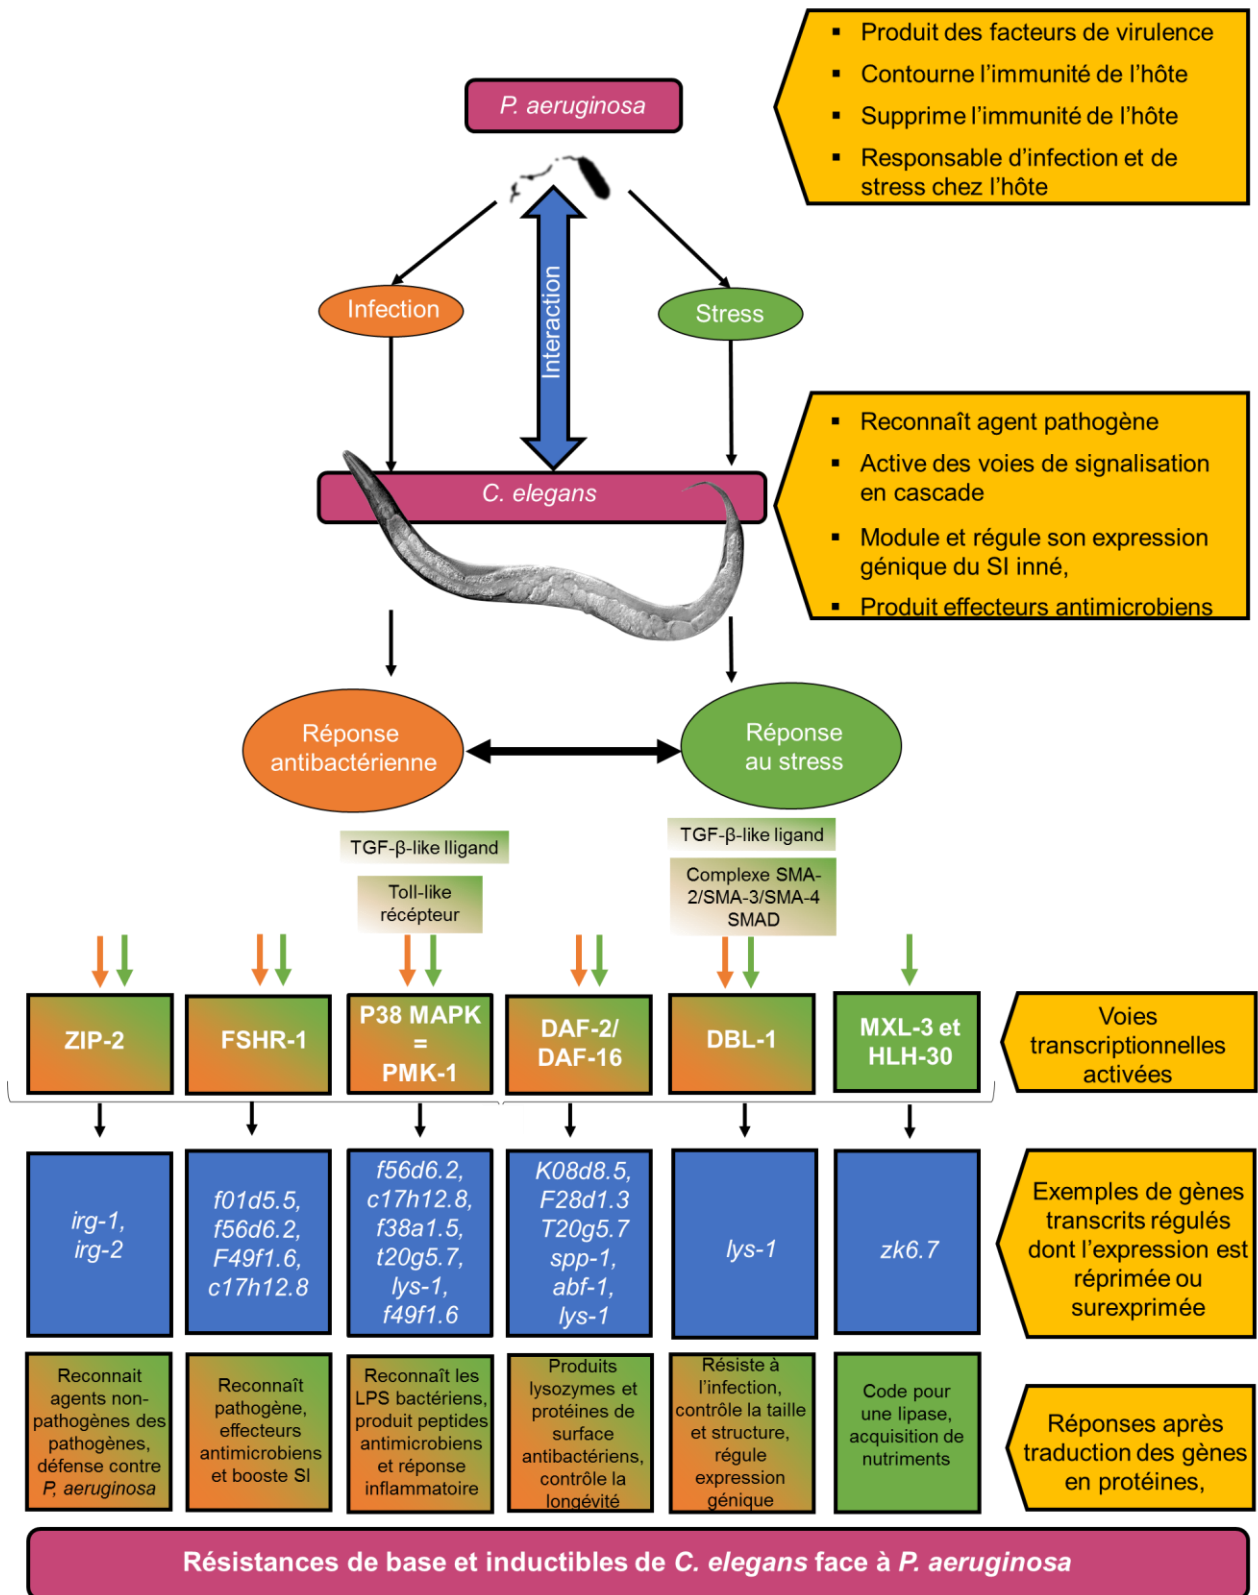 ▪ Produit des facteurs de virulence
▪ Contourne l'immunité de l'hôte
▪ Supprime l'immunité de l'hôte
▪ Responsable d'infection et de
stress chez l'hôte
P. aeruginosa
Infection
Interaction
Stress
▪ Reconnaît agent pathogène
▪ Active des voies de signalisation
en cascade
▪ Module et régule son expression
génique du SI inné,
▪ Produit effecteurs antimicrobiens
C. elegans
Réponse
antibactérienne
Réponse
au stress
TGF-β-like lligand
Toll-like
récépteur
TGF-β-like ligand
Complexe SMA-
2/SMA-3/SMA-4
SMAD
ZIP-2
FSHR-1
P38 MAPK
=
PMK-1
DAF-2/
DAF-16
DBL-1
MXL-3 et
HLH-30
Voies
transcriptionnelles
activées
irg-1,
irg-2
f01d5.5,
f56d6.2,
F49f1.6,
c17h12.8
f56d6.2,
c17h12.8,
f38a1.5,
t20g5.7,
lys-1,
f49f1.6
K08d8.5,
F28d1.3
T20g5.7
spp-1,
abf-1,
lys-1
lys-1
zk6.7
Exemples de gènes
transcrits régulés
dont l'expression est
réprimée ou
surexprimée
Reconnait
agents non-
pathogènes des
pathogènes,
défense contre
P, aeruginosa
Reconnaît
pathogène,
effecteurs
antimicrobiens
et booste SI
Reconnaît les
LPS bactériens,
produit peptides
antimicrobiens
et réponse
inflammatoire
Produits
lysozymes et
protéines de
surface
antibactériens,
contrôle la
longévité
Résiste à
l'infection,
contrôle la taille
et structure,
régule
expression
génique
Code pour
une lipase,
acquisition de
nutriments
Réponses après
traduction des gènes
en protéines,
Résistances de base et inductibles de C. elegans face à P. aeruginosa